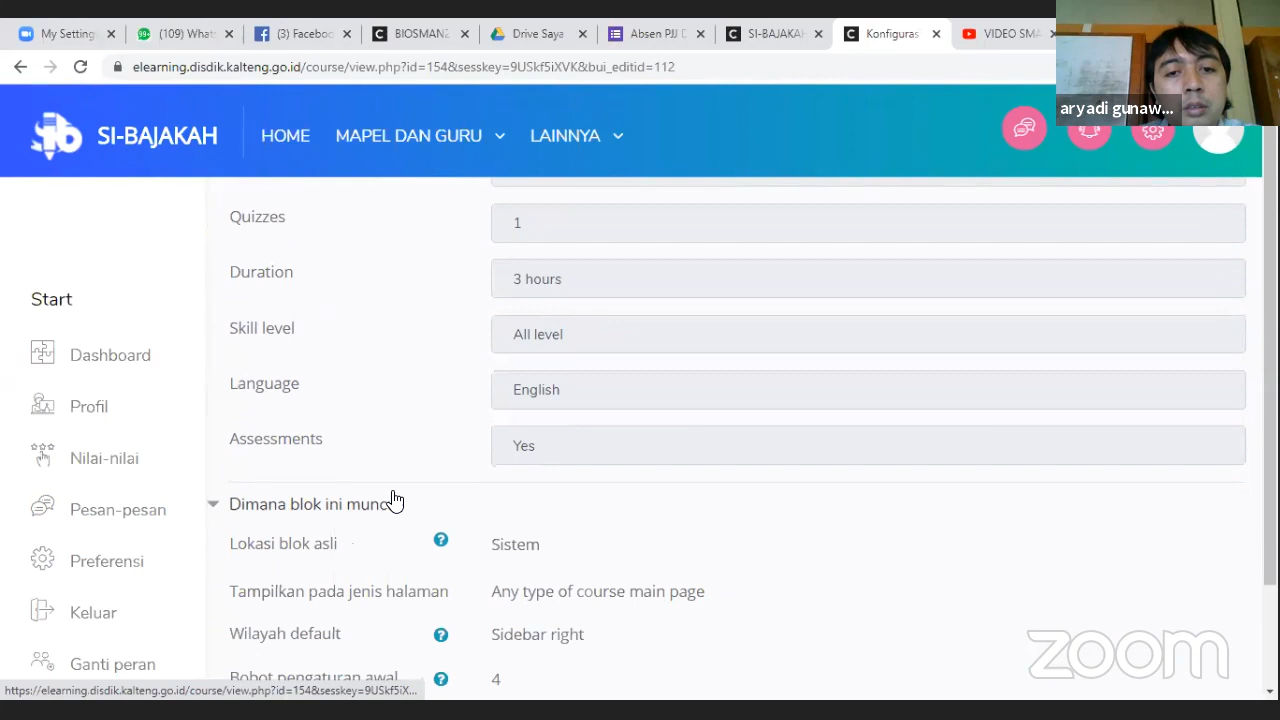 My Setting
(109) What
(3) Faceboo
BIOSMAN
Drive Saya
Absen PJJ D
SI-BAJAKAH
Konfiguras
VIDEO SMA
elearning.disdik.kalteng.go.id/course/view.php?id=154&sesskey=9USkf5iXVK&bui_editid=112
aryadi gunaw...
SI-BAJAKAH
HOME
MAPEL DAN GURU
LAINNYA
Quizzes
1
Duration
3 hours
Start
Skill level
All level
Dashboard
Language
English
Profil
Assessments
Yes
Nilai-nilai
Dimana blok ini munc
Pesan-pesan
Lokasi blok asli
Sistem
Preferensi
Tampilkan pada jenis halaman
Any type of course main page
Keluar
Wilayah default
Sidebar right
Ganti peran
Bobot pengaturan awal
4
zoom
https://elearning.disdik.kalteng.go.id/course/view.php?id=154&sesskey=9USkf5iX...